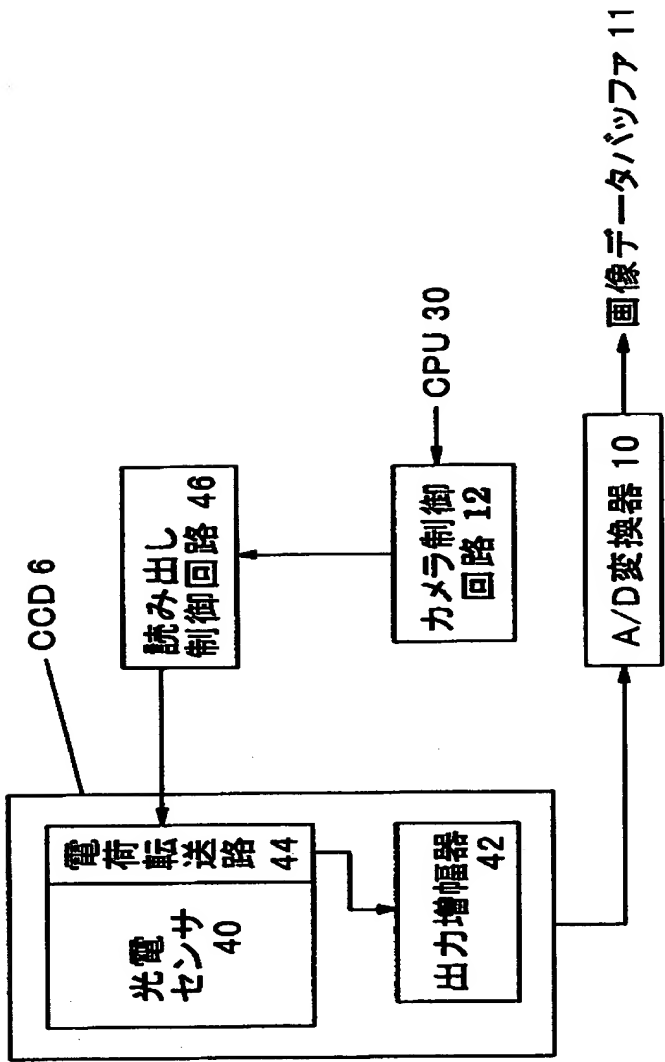 CCD 6
光電
センサ
40
電荷転送路 44
出力増幅器
42
読み出し
制御回路 46
カメラ制御
回路 12
CPU 30
A/D変換器 10
画像データバッファ 11